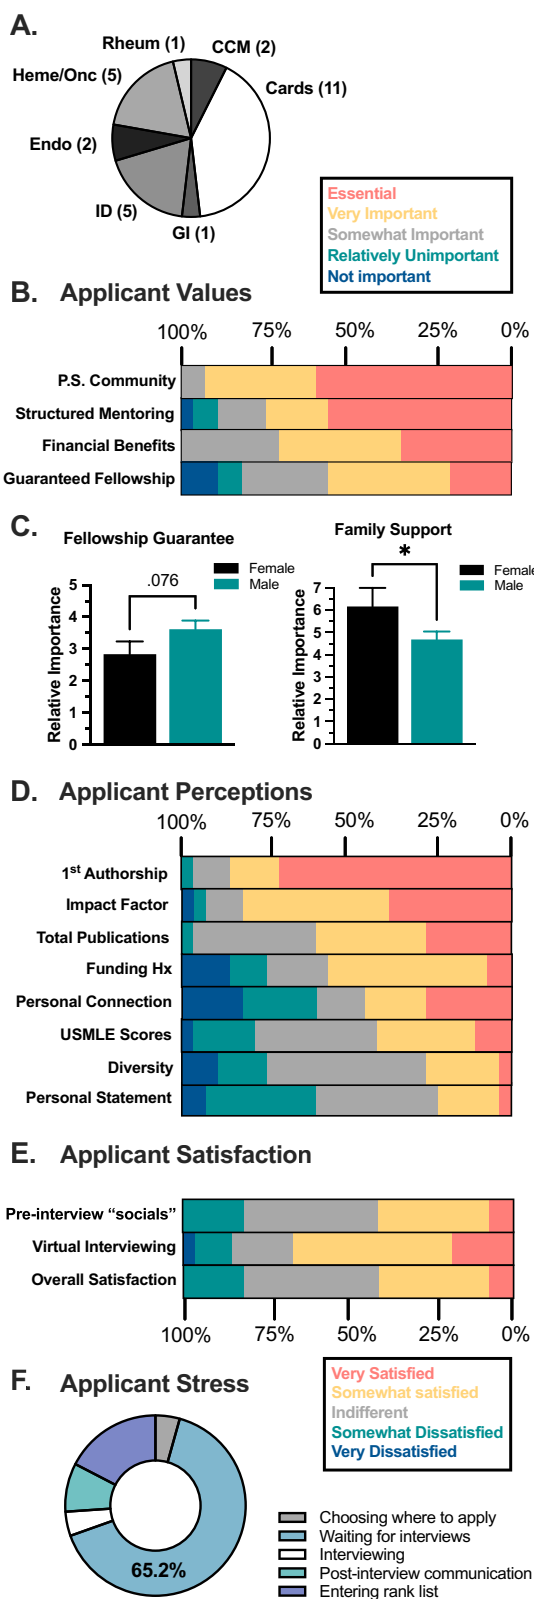 A.
Rheum (1)
CCM (2)
Heme/Onc (5)
Cards (11)
Endo (2)
ID (5)
GI (1)
Essential
Very Important
Somewhat Important
Relatively Unimportant
Not important
B. Applicant Values
100% 75% 50% 25% 0%
P.S. Community
Structured Mentoring
Financial Benefits
Guaranteed Fellowship
C.
Fellowship Guarantee
Female
Male
.076
Relative Importance
5
4
3
2
1
0
Family Support
Female
Male
*
Relative Importance
7
6
5
4
3
2
1
0
D. Applicant Perceptions
100% 75% 50% 25% 0%
1st Authorship
Impact Factor
Total Publications
Funding Hx
Personal Connection
USMLE Scores
Diversity
Personal Statement
E. Applicant Satisfaction
Pre-interview “socials”
Virtual Interviewing
Overall Satisfaction
100% 75% 50% 25% 0%
Very Satisfied
Somewhat satisfied
Indifferent
Somewhat Dissatisfied
Very Dissatisfied
F. Applicant Stress
65.2%
Choosing where to apply
Waiting for interviews
Interviewing
Post-interview communication
Entering rank list